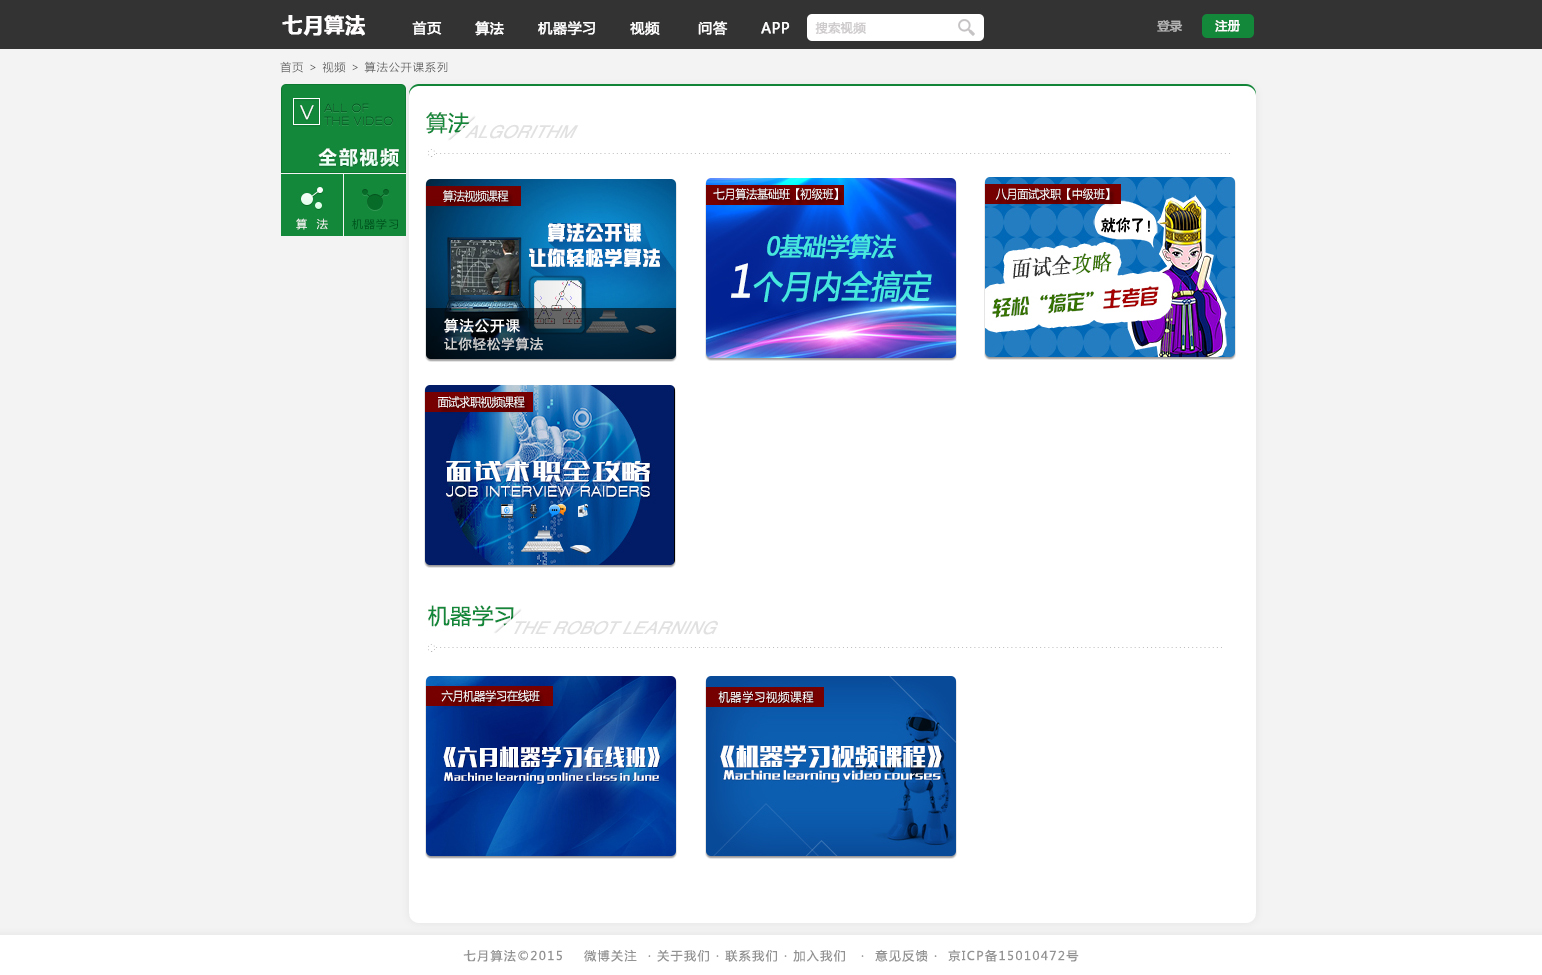 七月算法 首页 算法 机器学习 视频 问答 APP 搜索视频 登录 注册
首页 > 视频 > 算法公开课系列
V ALL OF
THE VIDEO
全部视频
算 法 机器学习
算法 ALGORITHM
算法视频课程
算法公开课
让你轻松学算法
算法公开课
让你轻松学算法
七月算法基础班【初级班】
0基础学算法
1个月内全搞定
八月面试求职【中级班】
就你了!
面试全攻略
轻松“搞定”主考官
面试求职视频课程
面试求职全攻略
JOB INTERVIEW RAIDERS
机器学习 THE ROBOT LEARNING
六月机器学习在线班
《六月机器学习在线班》
Machine learning online class in June
机器学习视频课程
《机器学习视频课程》
Machine learning video courses
七月算法©2015 微博关注 · 关于我们 · 联系我们 · 加入我们 · 意见反馈 · 京ICP备15010472号